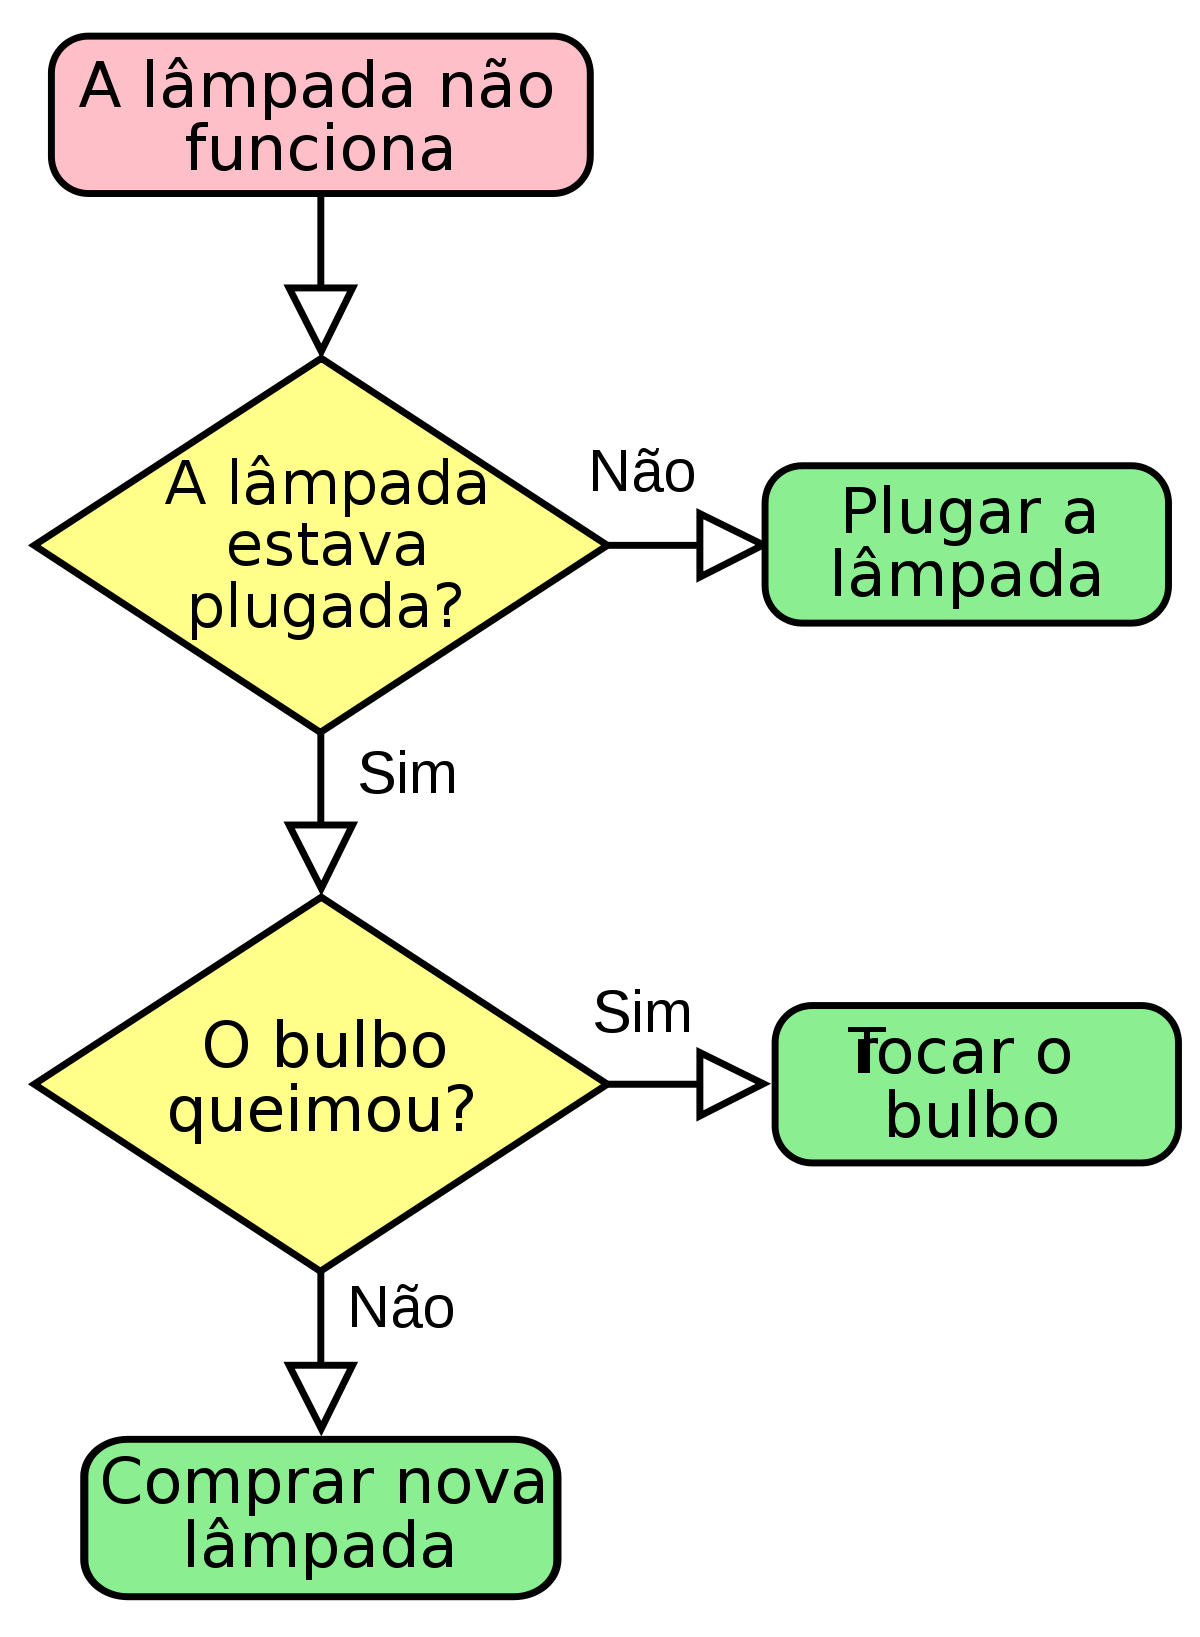 A lâmpada não
funciona
A lâmpada
estava
plugada?
Não
Plugar a
lâmpada
Sim
O bulbo
queimou?
Sim
Trocar o
bulbo
Não
Comprar nova
lâmpada